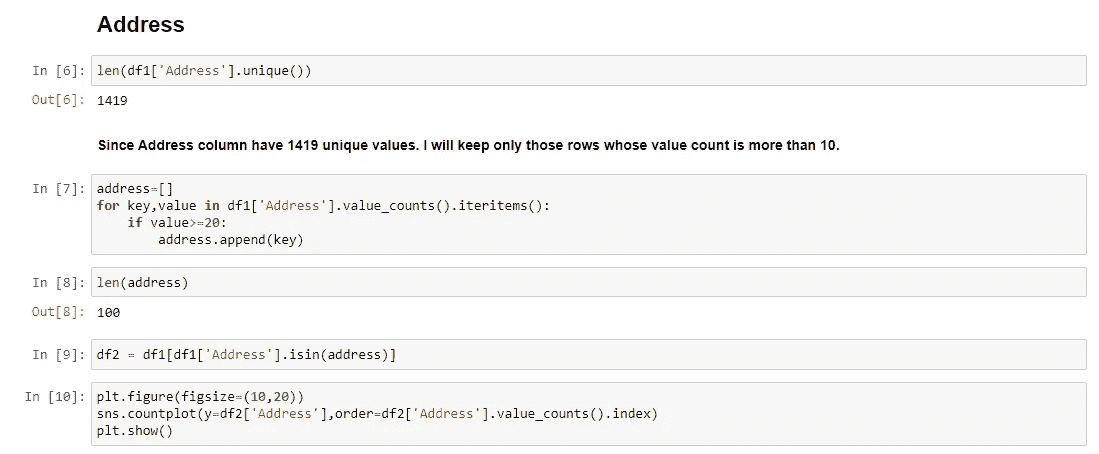 Address
In [6]: len(df1['Address'].unique())
Out[6]: 1419
Since Address column have 1419 unique values. I will keep only those rows whose value count is more than 10.
In [7]: address=[]
for key,value in df1['Address'].value_counts().iteritems():
    if value>=20:
        address.append(key)
In [8]: len(address)
Out[8]: 100
In [9]: df2 = df1[df1['Address'].isin(address)]
In [10]: plt.figure(figsize=(10,20))
sns.countplot(y=df2['Address'],order=df2['Address'].value_counts().index)
plt.show()